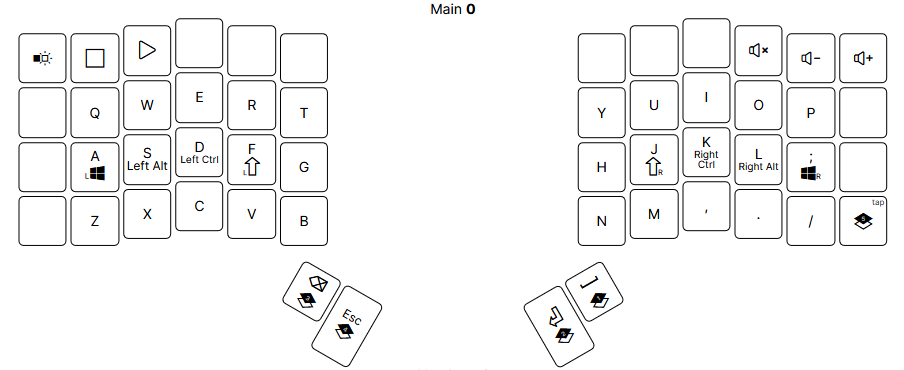 Main 0
Q
W
E
R
T
Y
U
I
O
P
A
L
S
Left Alt
D
Left Ctrl
F
L
G
H
J
R
K
Right
Ctrl
L
Right Alt
;
R
Z
X
C
V
B
N
M
,
.
/
tap
Esc
]